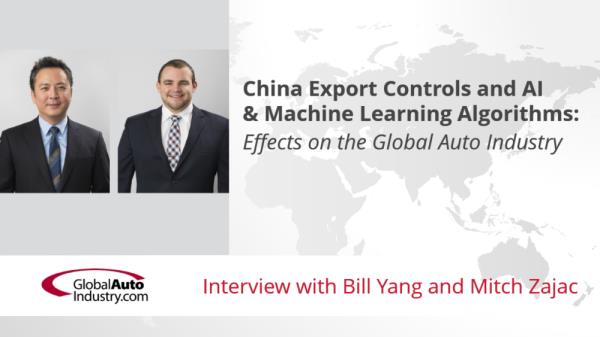 China Export Controls and AI
& Machine Learning Algorithms:
Effects on the Global Auto Industry
GlobalAuto
Industry.com
Interview with Bill Yang and Mitch Zajac